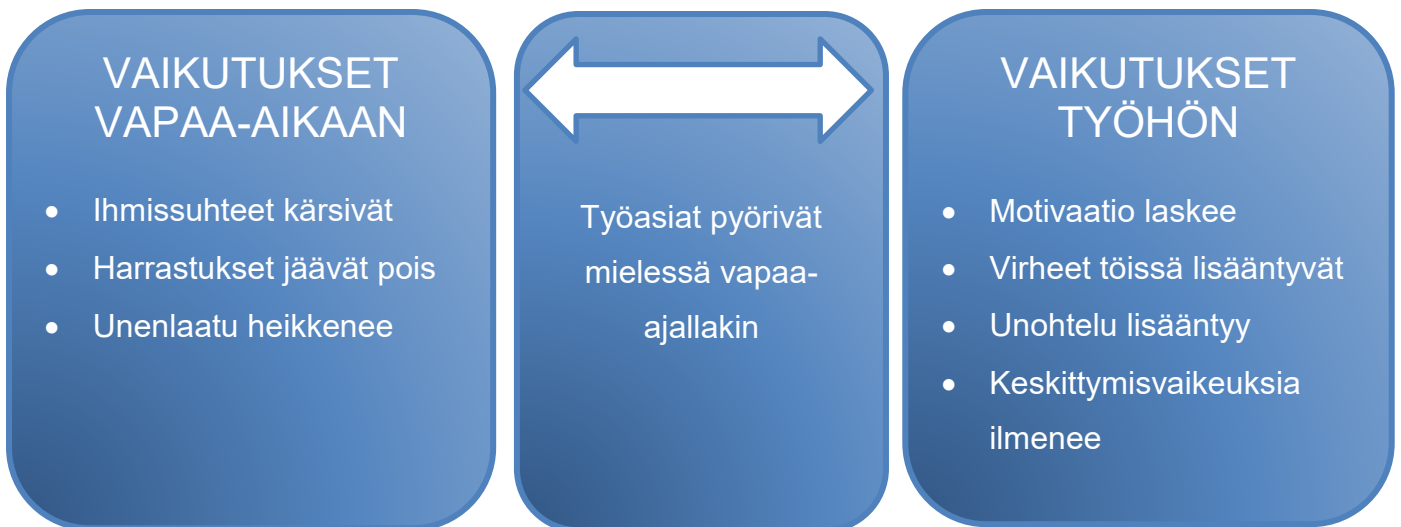 VAIKUTUKSET
VAPAA-AIKAAN
• Ihmissuhteet kärsivät
• Harrastukset jäävät pois
• Unenlaatu heikkenee
Työasiat pyörivät
mielessä vapaa-
ajallakin
VAIKUTUKSET
TYÖHÖN
• Motivaatio laskee
• Virheet töissä lisääntyvät
• Unohtelu lisääntyy
• Keskittymisvaikeuksia
ilmenee